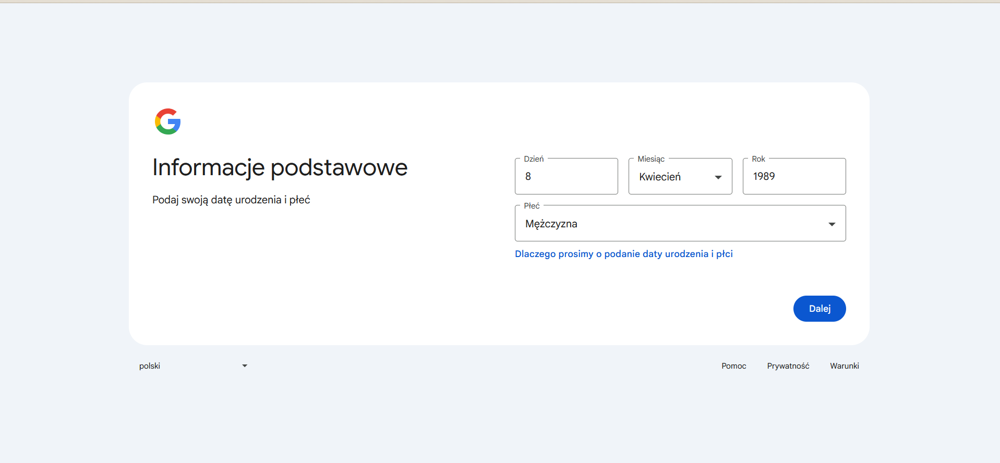 Informacje podstawowe
Podaj swoją datę urodzenia i płeć
Dzień
8
Miesiąc
Kwiecień
Rok
1989
Płeć
Mężczyzna
Dlaczego prosimy o podanie daty urodzenia i płci
Dalej
polski
Pomoc
Prywatność
Warunki